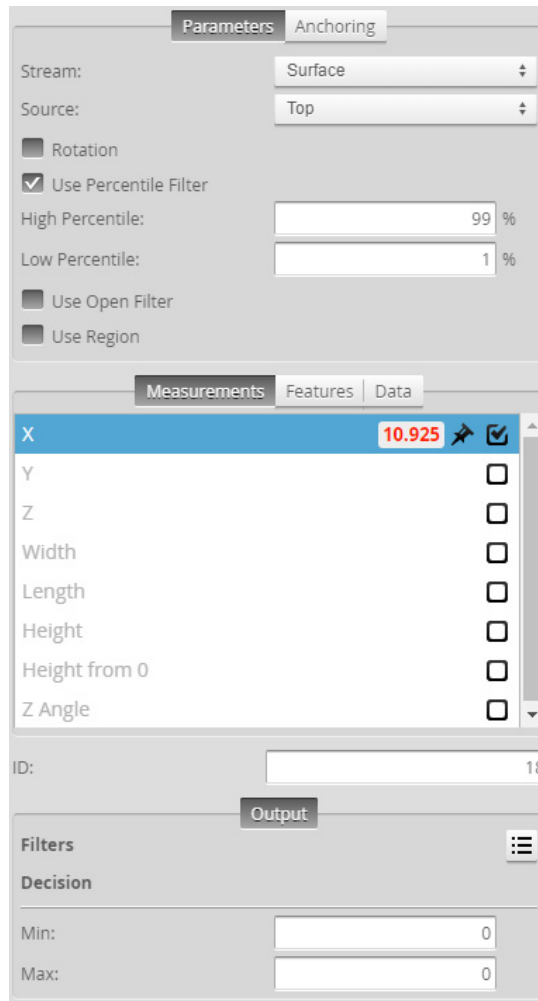 Parameters Anchoring
Stream: Surface
Source: Top
Rotation
Use Percentile Filter
High Percentile: 99 %
Low Percentile: 1 %
Use Open Filter
Use Region
Measurements Features Data
X 10.925
Y
Z
Width
Length
Height
Height from 0
Z Angle
ID:
Output
Filters
Decision
Min: 0
Max: 0